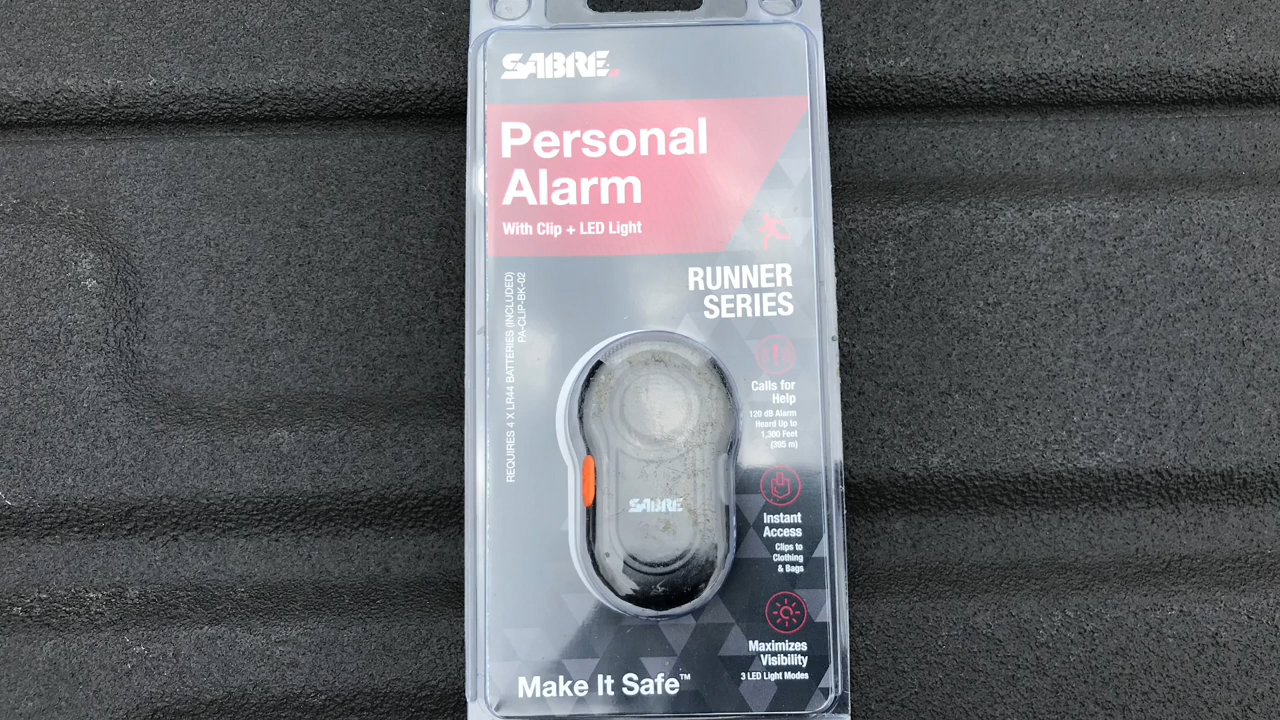 SABRE
Personal
Alarm
With Clip + LED Light
RUNNER
SERIES
REQUIRES 4 X LR44 BATTERIES (INCLUDED)
PA-CLIP-BK-02
Calls for
Help
120 dB Alarm
Heard Up to
1,300 Feet
(395 m)
SABRE
Instant
Access
Clips to
Clothing
& Bags
Maximizes
Visibility
3 LED Light Modes
Make It Safe™